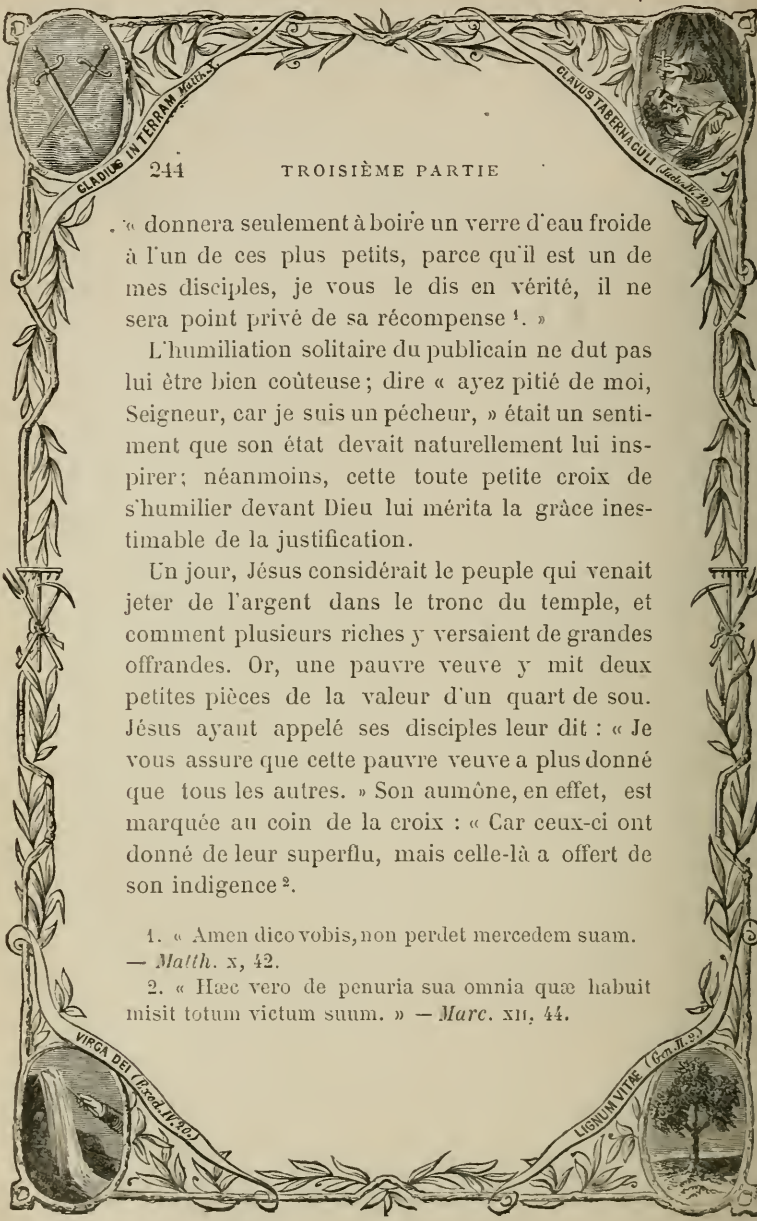 GLADIUS IN TERRAM Matth. X.
CLAVUS TABERNACULI (Judic. IV. 12)
244 TROISIÈME PARTIE
« donnera seulement à boire un verre d'eau froide
à l'un de ces plus petits, parce qu'il est un de
mes disciples, je vous le dis en vérité, il ne
sera point privé de sa récompense ¹. »
L'humiliation solitaire du publicain ne dut pas
lui être bien coûteuse ; dire « ayez pitié de moi,
Seigneur, car je suis un pécheur, » était un senti-
ment que son état devait naturellement lui ins-
pirer ; néanmoins, cette toute petite croix de
s'humilier devant Dieu lui mérita la grâce ines-
timable de la justification.
Un jour, Jésus considérait le peuple qui venait
jeter de l'argent dans le tronc du temple, et
comment plusieurs riches y versaient de grandes
offrandes. Or, une pauvre veuve y mit deux
petites pièces de la valeur d'un quart de sou.
Jésus ayant appelé ses disciples leur dit : « Je
vous assure que cette pauvre veuve a plus donné
que tous les autres. » Son aumône, en effet, est
marquée au coin de la croix : « Car ceux-ci ont
donné de leur superflu, mais celle-là a offert de
son indigence ².
1. « Amen dico vobis, non perdet mercedem suam.
— Matth. x, 42.
2. « Hæc vero de penuria sua omnia quæ habuit
misit totum victum suum. » — Marc. xii, 44.
VIRGA DEI (Exod. IV. 20.)
LIGNUM VITAE (Gen. II. 9.)